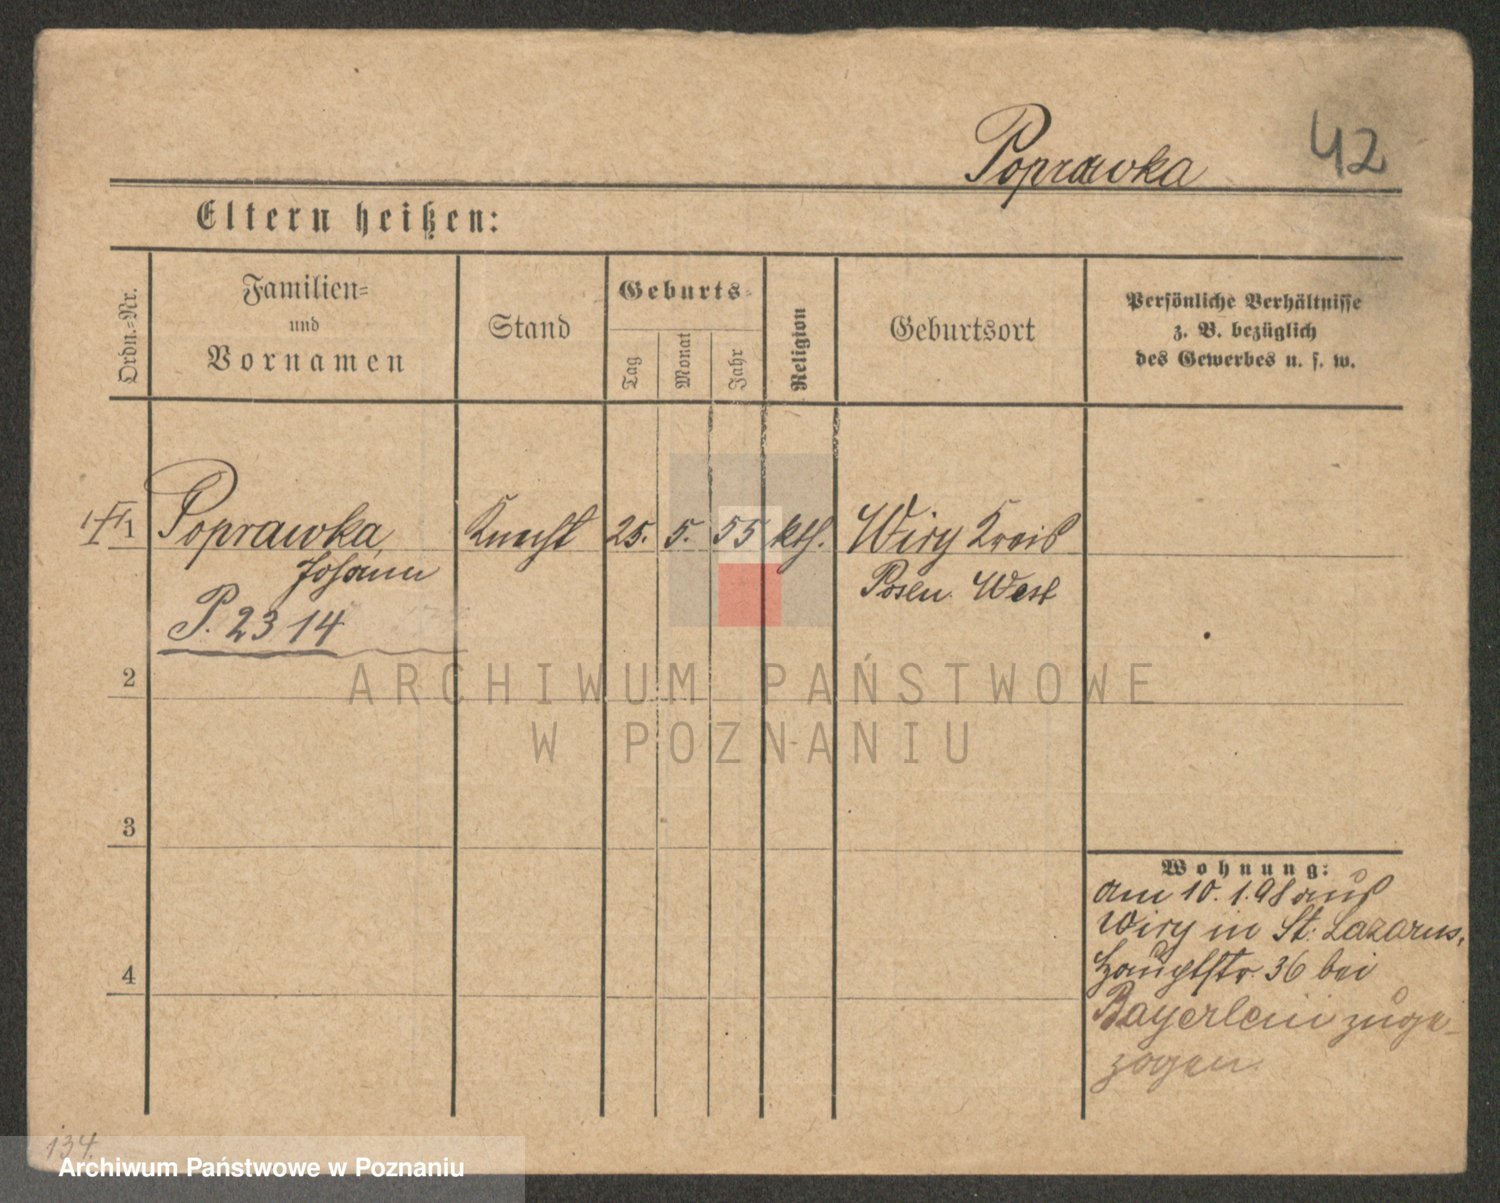 Poprawka
42
Eltern heißen:
Ordn.=Nr.
Familien=
und
Vornamen
Stand
Geburts=
Tag
Monat
Jahr
Religion
Geburtsort
Persönliche Verhältnisse
z. B. bezüglich
des Gewerbes u. s. w.
1
Poprawka, Knecht 25. 5. 55 kth. Wiry Kreis
Johann Posen West
P. 2314
2
ARCHIWUM PAŃSTWOWE
W POZNANIU
3
Wohnung:
am 10.1.98 aus
Wiry in St. Lazarus,
Hauptstr. 36 bei
Bayerlein zuge-
zogen.
4
134.
Archiwum Państwowe w Poznaniu